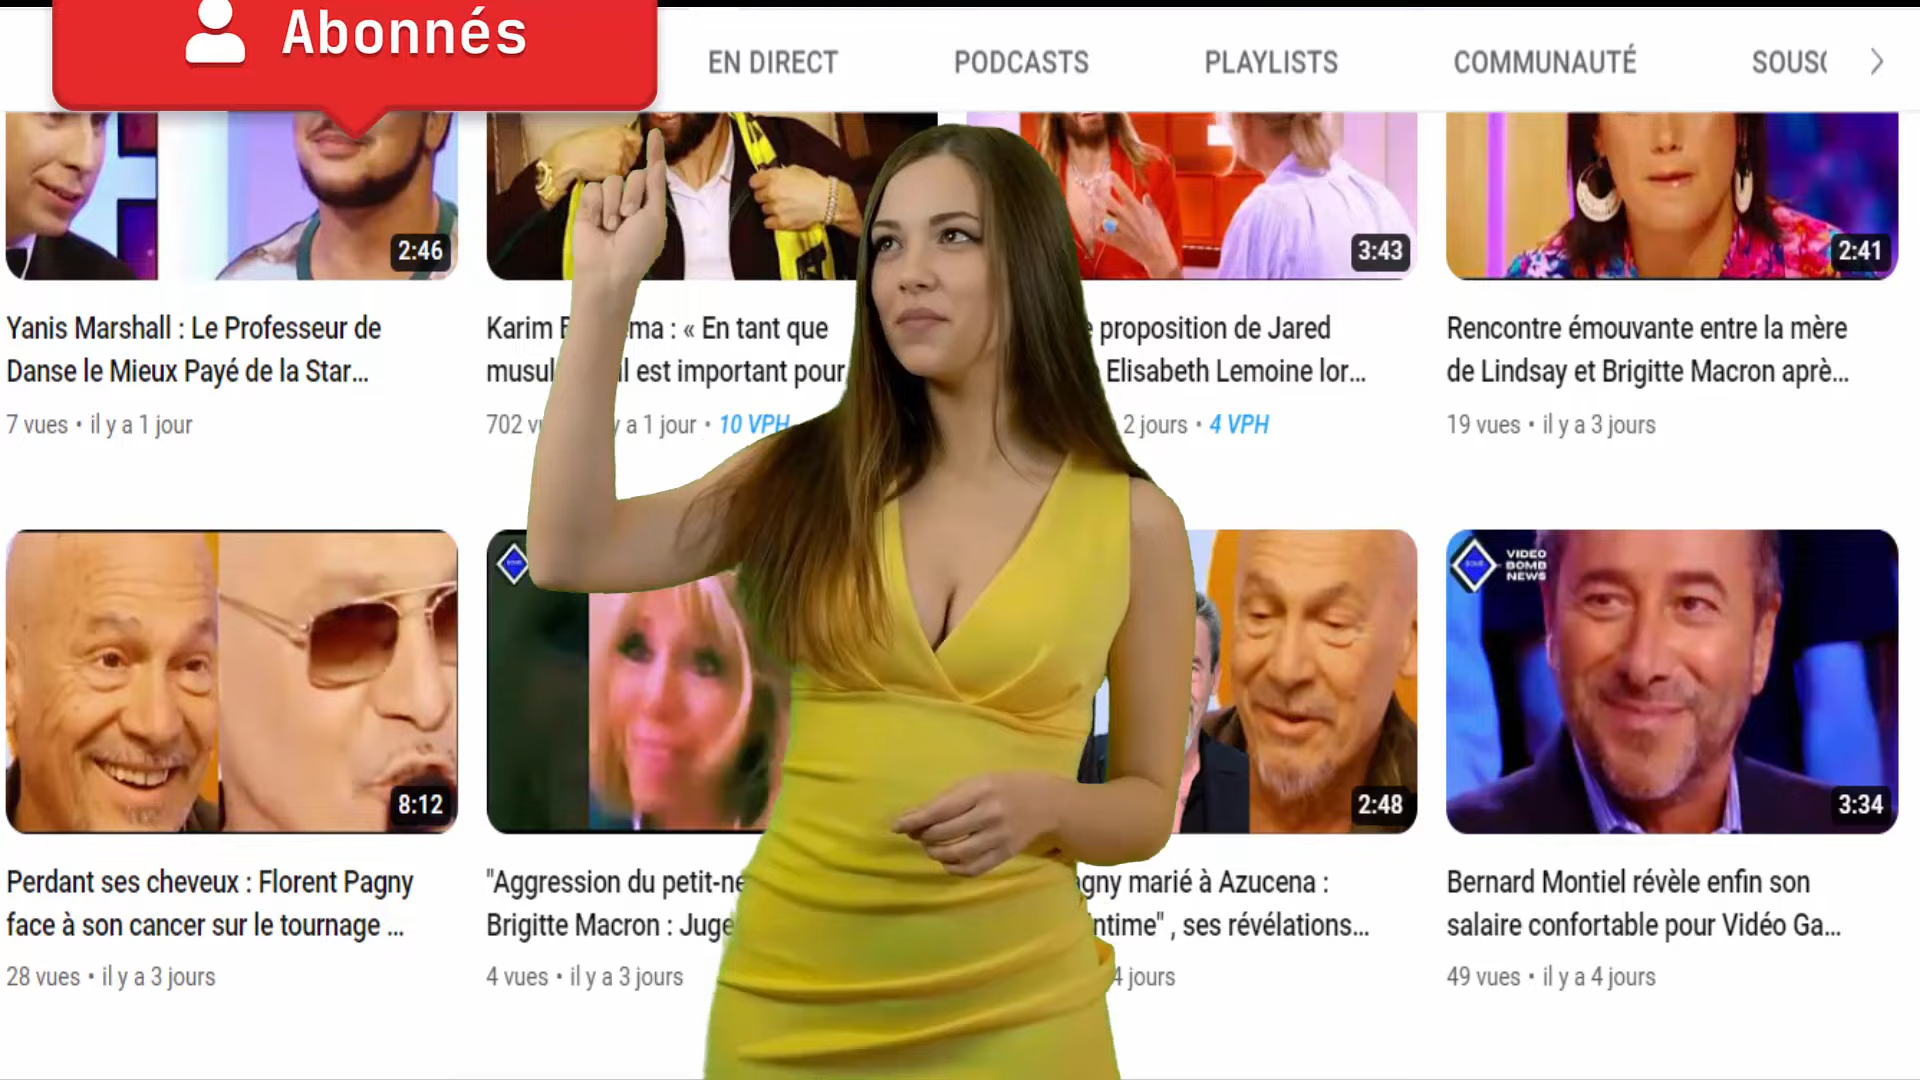 Abonnés
EN DIRECT PODCASTS PLAYLISTS COMMUNAUTÉ
2:46
3:43
2:41
Yanis Marshall : Le Professeur de
Danse le Mieux Payé de la Star...
7 vues • il y a 1 jour
Karim : « En tant que
il est important pour
702 a 1 jour • 10 VPH
proposition de Jared
Elisabeth Lemoine lor...
2 jours • 4 VPH
Rencontre émouvante entre la mère
de Lindsay et Brigitte Macron aprè...
19 vues • il y a 3 jours
VIDEO
BOMB
NEWS
8:12
2:48
3:34
Perdant ses cheveux : Florent Pagny
face à son cancer sur le tournage ...
28 vues • il y a 3 jours
"Aggression du petit-ne
Brigitte Macron : Juge
4 vues • il y a 3 jours
gny marié à Azucena :
ntime" , ses révélations...
4 jours
Bernard Montiel révèle enfin son
salaire confortable pour Vidéo Ga...
49 vues • il y a 4 jours